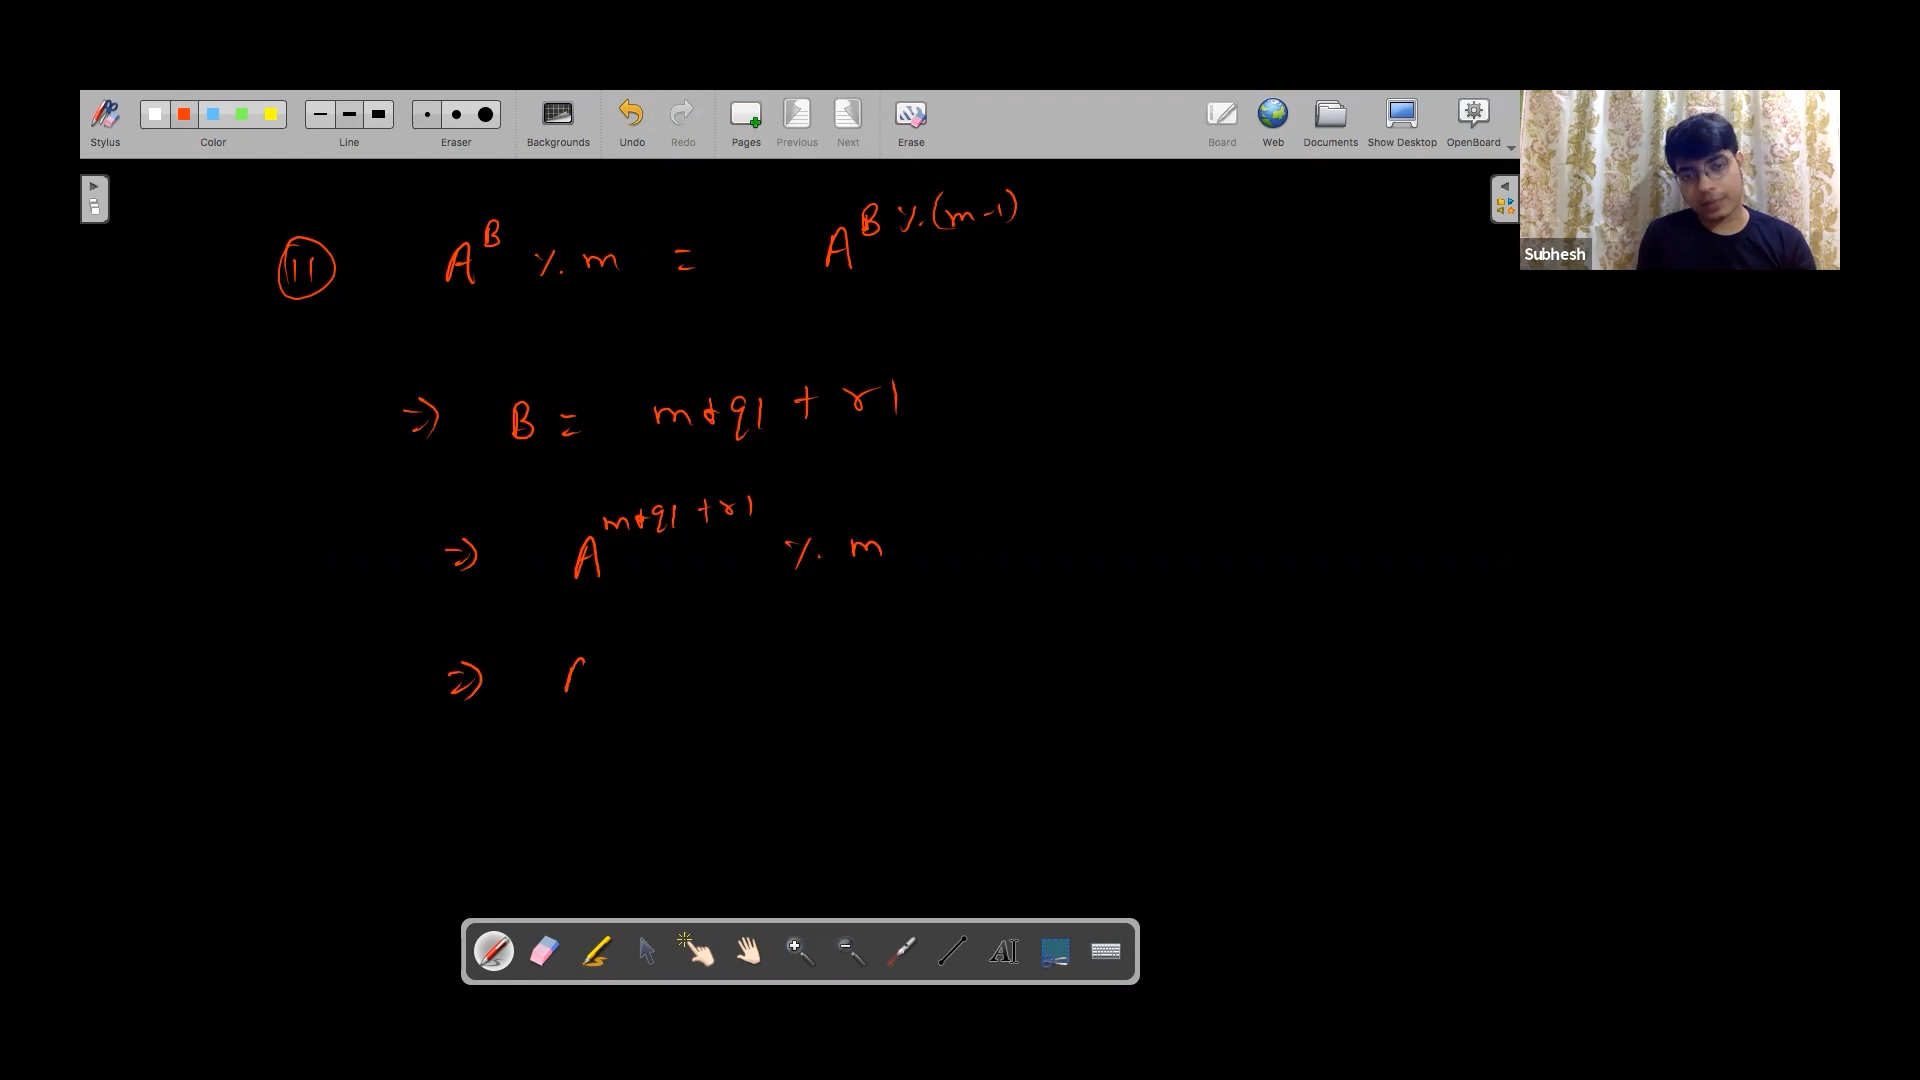 Stylus Color Line Eraser Backgrounds Undo Redo Pages Previous Next Erase Board Web Documents Show Desktop OpenBoard
Subhesh
11 A^B % m = A^B % (m-1)
=> B = m*q1 + r1
=> A^m*q1 + r1 % m
=>
AI